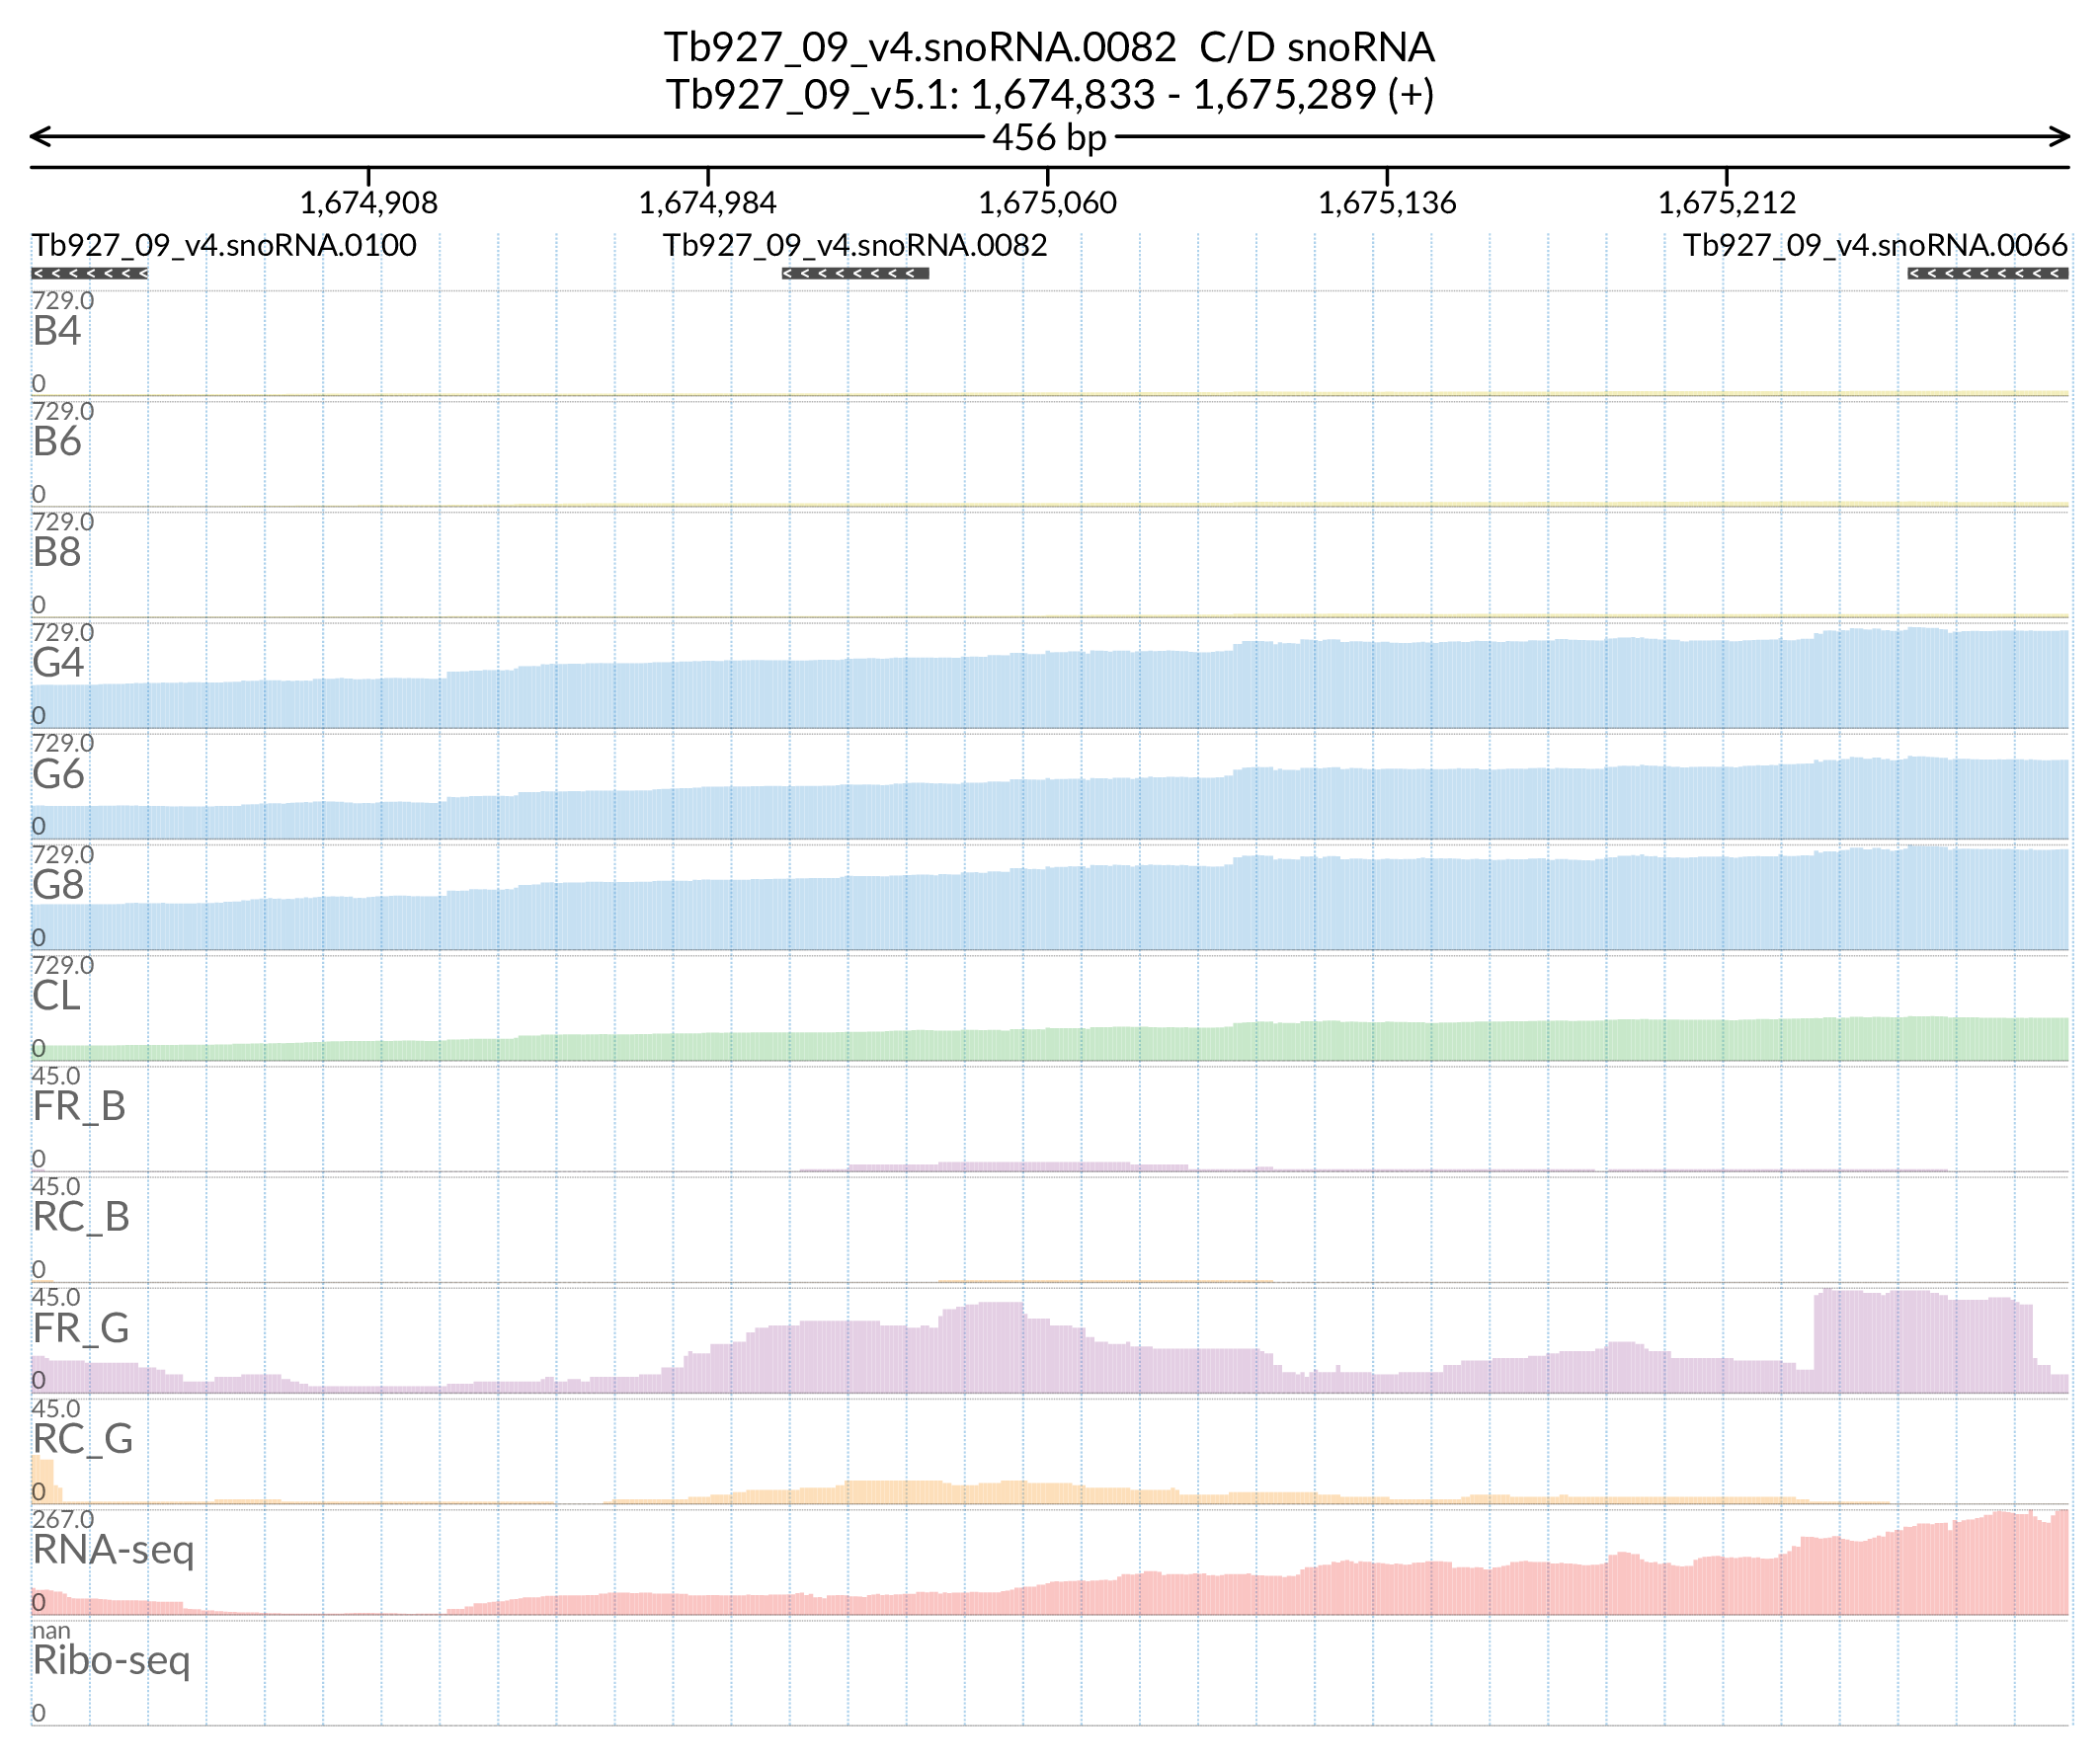 Tb927_09_v4.snoRNA.0082 C/D snoRNA
Tb927_09_v5.1: 1,674,833 - 1,675,289 (+)
456 bp
1,674,908 1,674,984 1,675,060 1,675,136 1,675,212
Tb927_09_v4.snoRNA.0100 Tb927_09_v4.snoRNA.0082 Tb927_09_v4.snoRNA.0066
729.0
B4
0
729.0
B6
0
729.0
B8
0
729.0
G4
0
729.0
G6
0
729.0
G8
0
729.0
CL
0
45.0
FR_B
0
45.0
RC_B
0
45.0
FR_G
0
45.0
RC_G
0
267.0
RNA-seq
0
nan
Ribo-seq
0